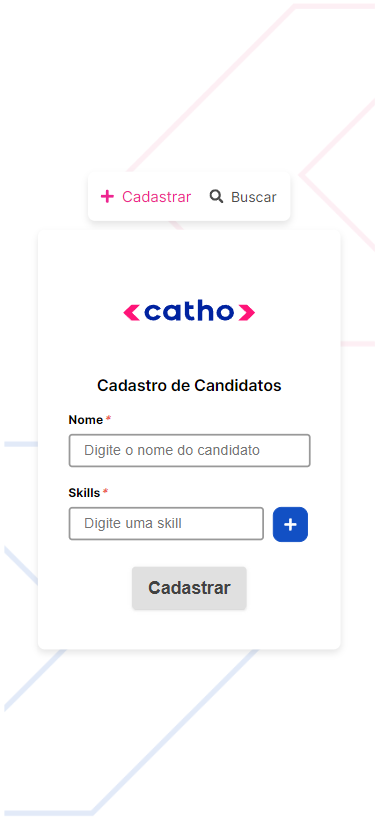 Cadastrar Buscar
catho
Cadastro de Candidatos
Nome*
Digite o nome do candidato
Skills*
Digite uma skill
Cadastrar